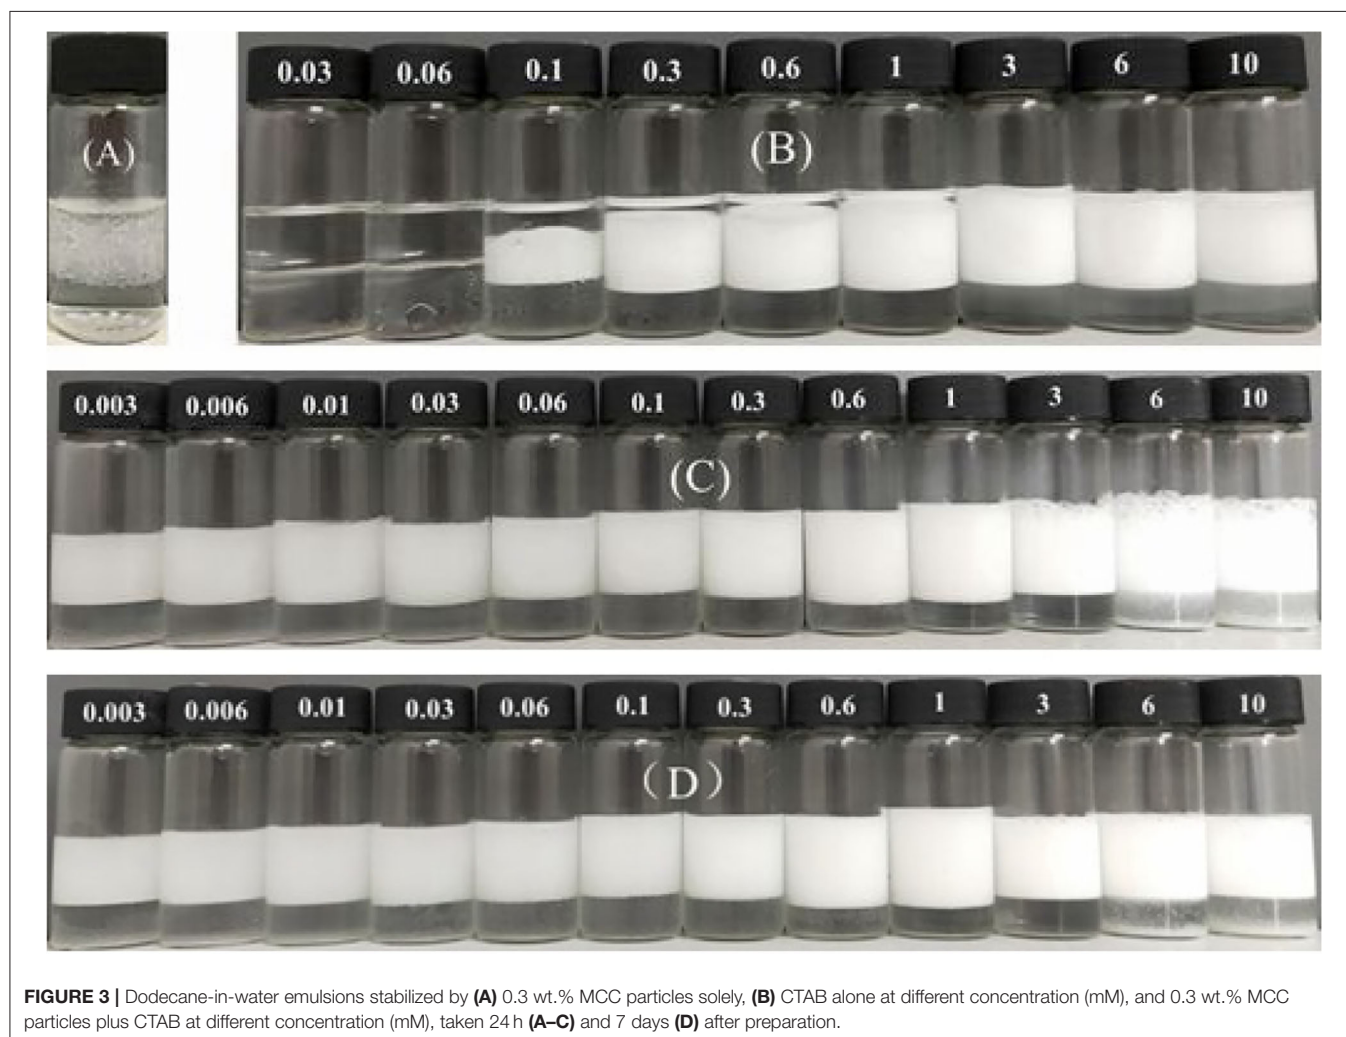 (A)
0.03 0.06 0.1 0.3 0.6 1 3 6 10
(B)
0.003 0.006 0.01 0.03 0.06 0.1 0.3 0.6 1 3 6 10
(C)
0.003 0.006 0.01 0.03 0.06 0.1 0.3 0.6 1 3 6 10
(D)
FIGURE 3 | Dodecane-in-water emulsions stabilized by (A) 0.3 wt.% MCC particles solely, (B) CTAB alone at different concentration (mM), and 0.3 wt.% MCC
particles plus CTAB at different concentration (mM), taken 24 h (A–C) and 7 days (D) after preparation.